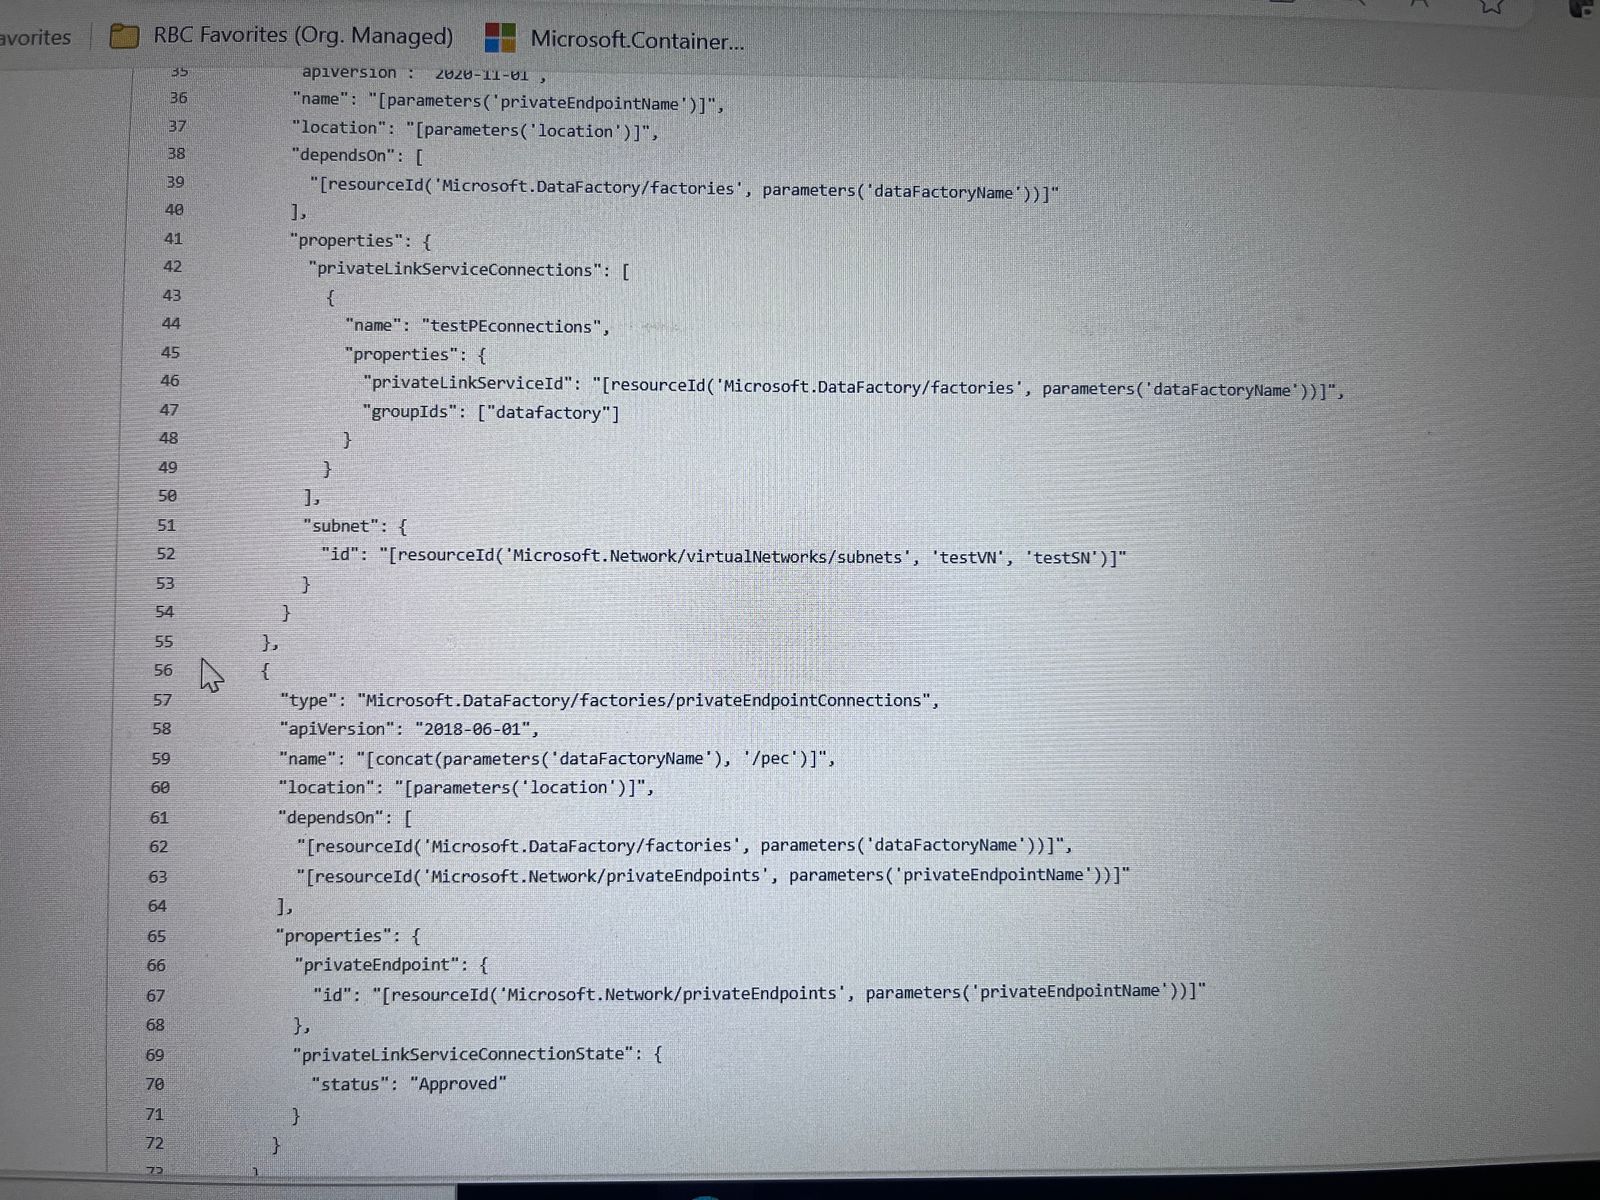 avorites
RBC Favorites (Org. Managed)
Microsoft.Container...
35 apiVersion : 2020-11-01 ,
36 "name": "[parameters('privateEndpointName')]",
37 "location": "[parameters('location')]",
38 "dependsOn": [
39 "[resourceId('Microsoft.DataFactory/factories', parameters('dataFactoryName'))]"
40 ],
41 "properties": {
42 "privateLinkServiceConnections": [
43 {
44 "name": "testPEconnections",
45 "properties": {
46 "privateLinkServiceId": "[resourceId('Microsoft.DataFactory/factories', parameters('dataFactoryName'))]",
47 "groupIds": ["datafactory"]
48 }
49 }
50 ],
51 "subnet": {
52 "id": "[resourceId('Microsoft.Network/virtualNetworks/subnets', 'testVN', 'testSN')]"
53 }
54 }
55 },
56 {
57 "type": "Microsoft.DataFactory/factories/privateEndpointConnections",
58 "apiVersion": "2018-06-01",
59 "name": "[concat(parameters('dataFactoryName'), '/pec')]",
60 "location": "[parameters('location')]",
61 "dependsOn": [
62 "[resourceId('Microsoft.DataFactory/factories', parameters('dataFactoryName'))]",
63 "[resourceId('Microsoft.Network/privateEndpoints', parameters('privateEndpointName'))]"
64 ],
65 "properties": {
66 "privateEndpoint": {
67 "id": "[resourceId('Microsoft.Network/privateEndpoints', parameters('privateEndpointName'))]"
68 },
69 "privateLinkServiceConnectionState": {
70 "status": "Approved"
71 }
72 }
73